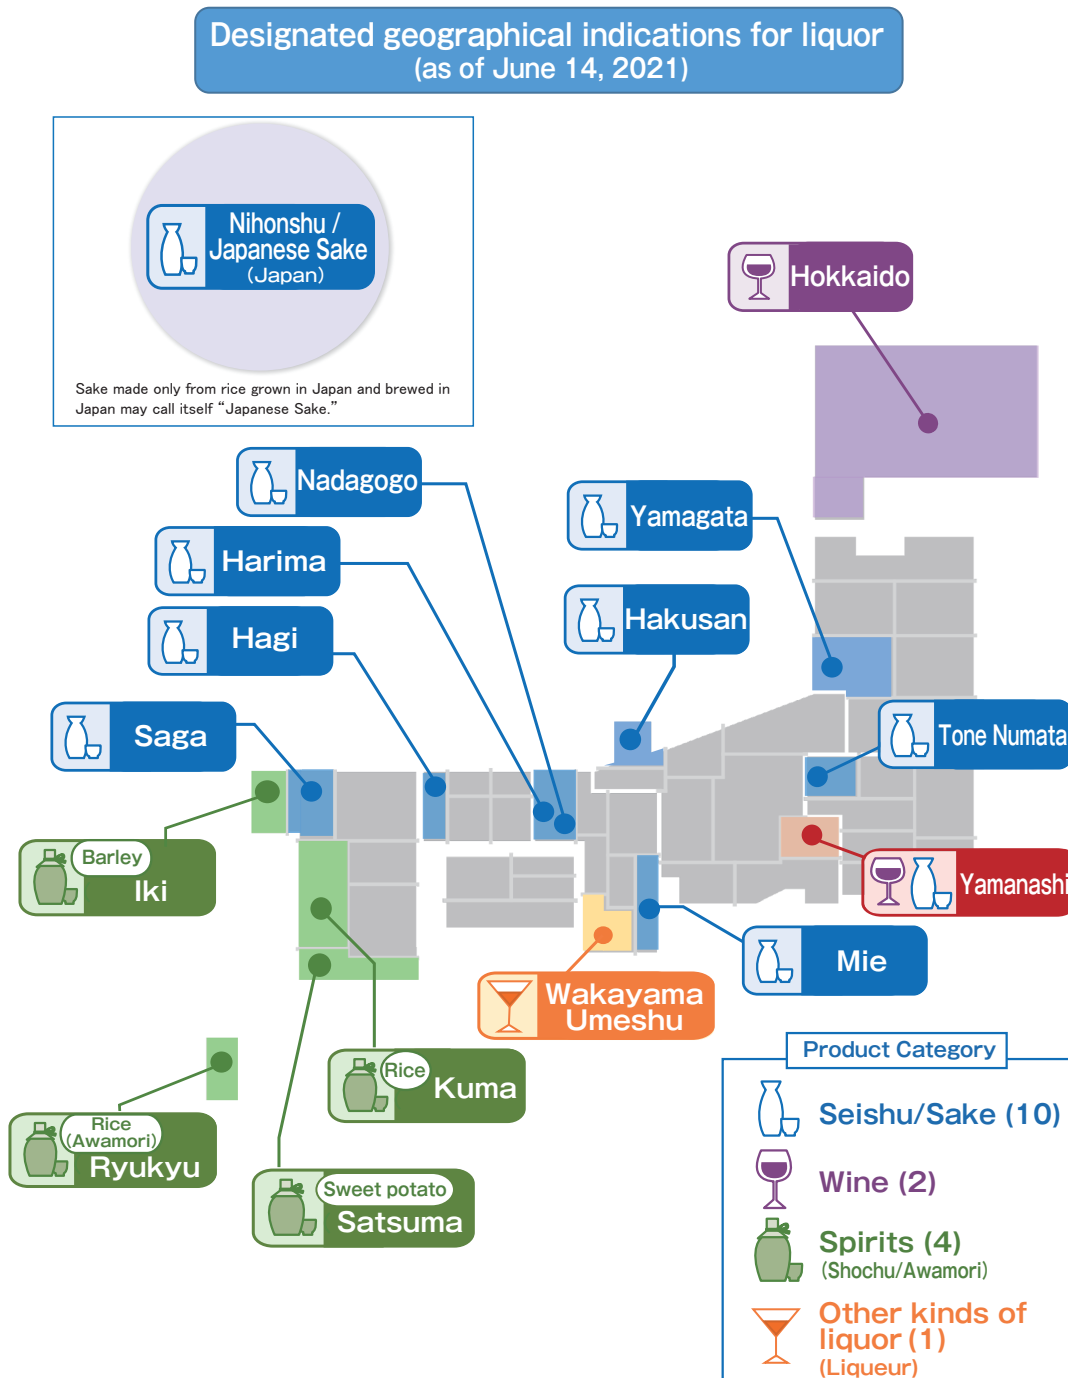 Designated geographical indications for liquor
(as of June 14, 2021)
Nihonshu /
Japanese Sake
(Japan)
Sake made only from rice grown in Japan and brewed in
Japan may call itself “Japanese Sake.”
Hokkaido
Nadagogo
Yamagata
Harima
Hakusan
Hagi
Saga
Tone Numata
Barley
Iki
Yamanashi
Mie
Wakayama
Umeshu
Rice
Kuma
Rice
(Awamori)
Ryukyu
Sweet potato
Satsuma
Product Category
Seishu/Sake (10)
Wine (2)
Spirits (4)
(Shochu/Awamori)
Other kinds of
liquor (1)
(Liqueur)